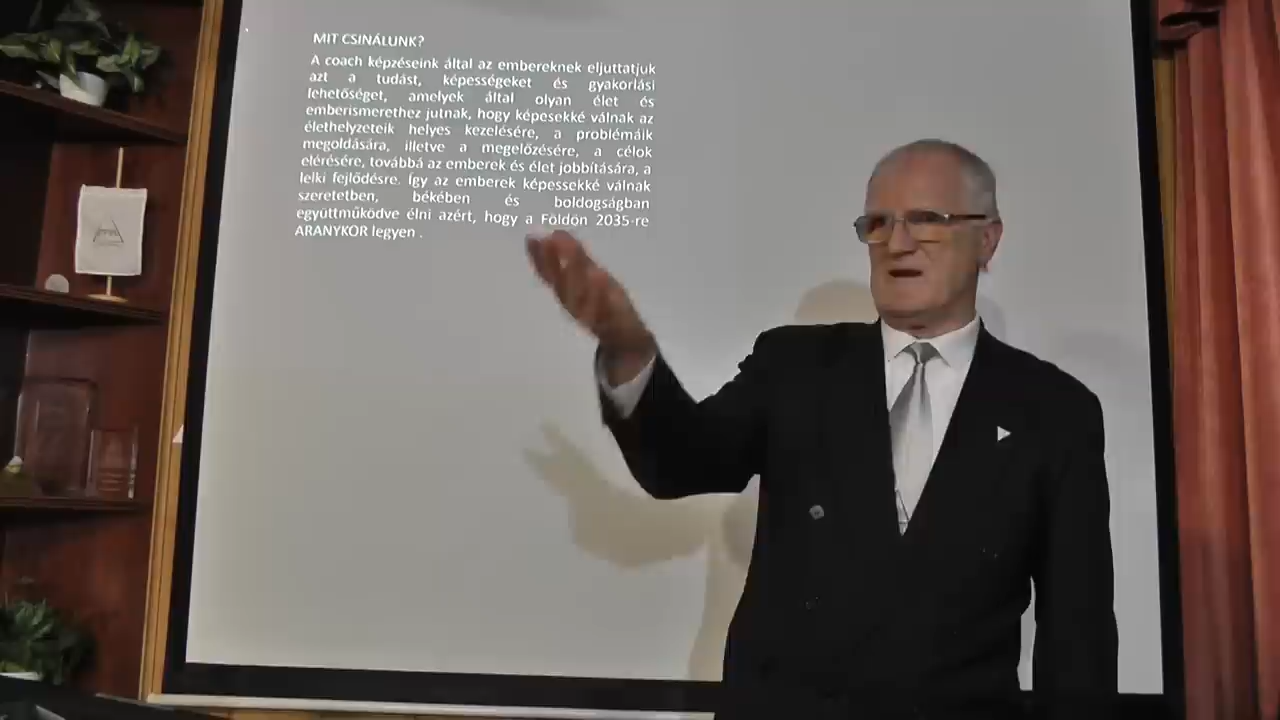 MIT CSINÁLUNK?
A coach képzéseink által az embereknek eljuttatjuk
azt a tudást, képességeket és gyakorlási
lehetőséget, amelyek által olyan élet és
emberismerethez jutnak, hogy képesekké válnak az
élethelyzeteik helyes kezelésére, a problémáik
megoldására, illetve a megelőzésére, a célok
elérésére, továbbá az emberek és élet jobbítására, a
lelki fejlődésre. Így az emberek képessekké válnak
szeretetben, békében és boldogságban
együttműködve élni azért, hogy a Földön 2035-re
ARANYKOR legyen .